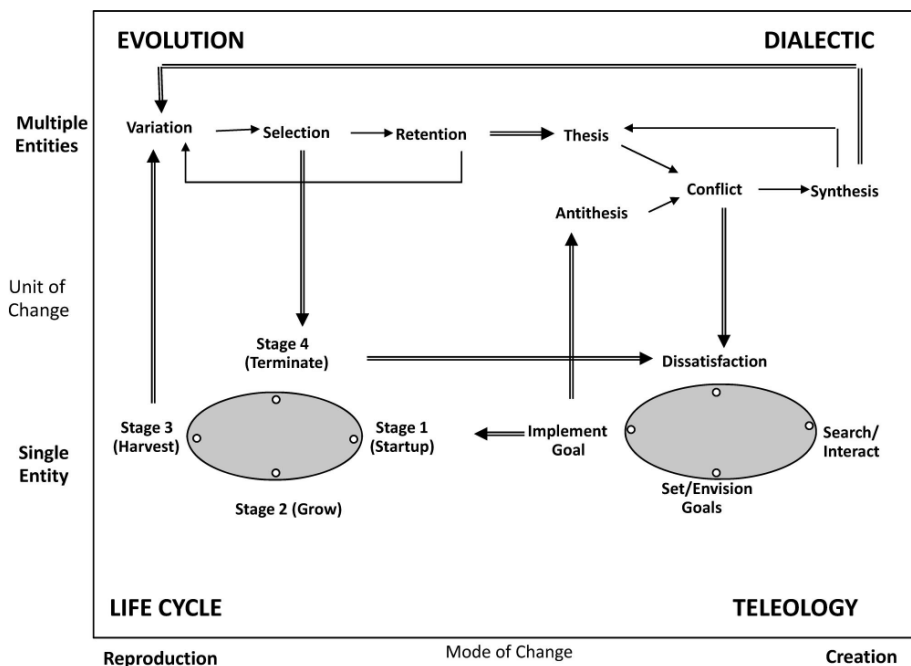 EVOLUTION
DIALECTIC
Multiple
Entities
Variation
Selection
Retention
Thesis
Conflict
Synthesis
Antithesis
Unit of
Change
Stage 4
(Terminate)
Dissatisfaction
Single
Entity
Stage 3
(Harvest)
Stage 1
(Startup)
Implement
Goal
Search/
Interact
Stage 2 (Grow)
Set/Envision
Goals
LIFE CYCLE
TELEOLOGY
Reproduction
Mode of Change
Creation